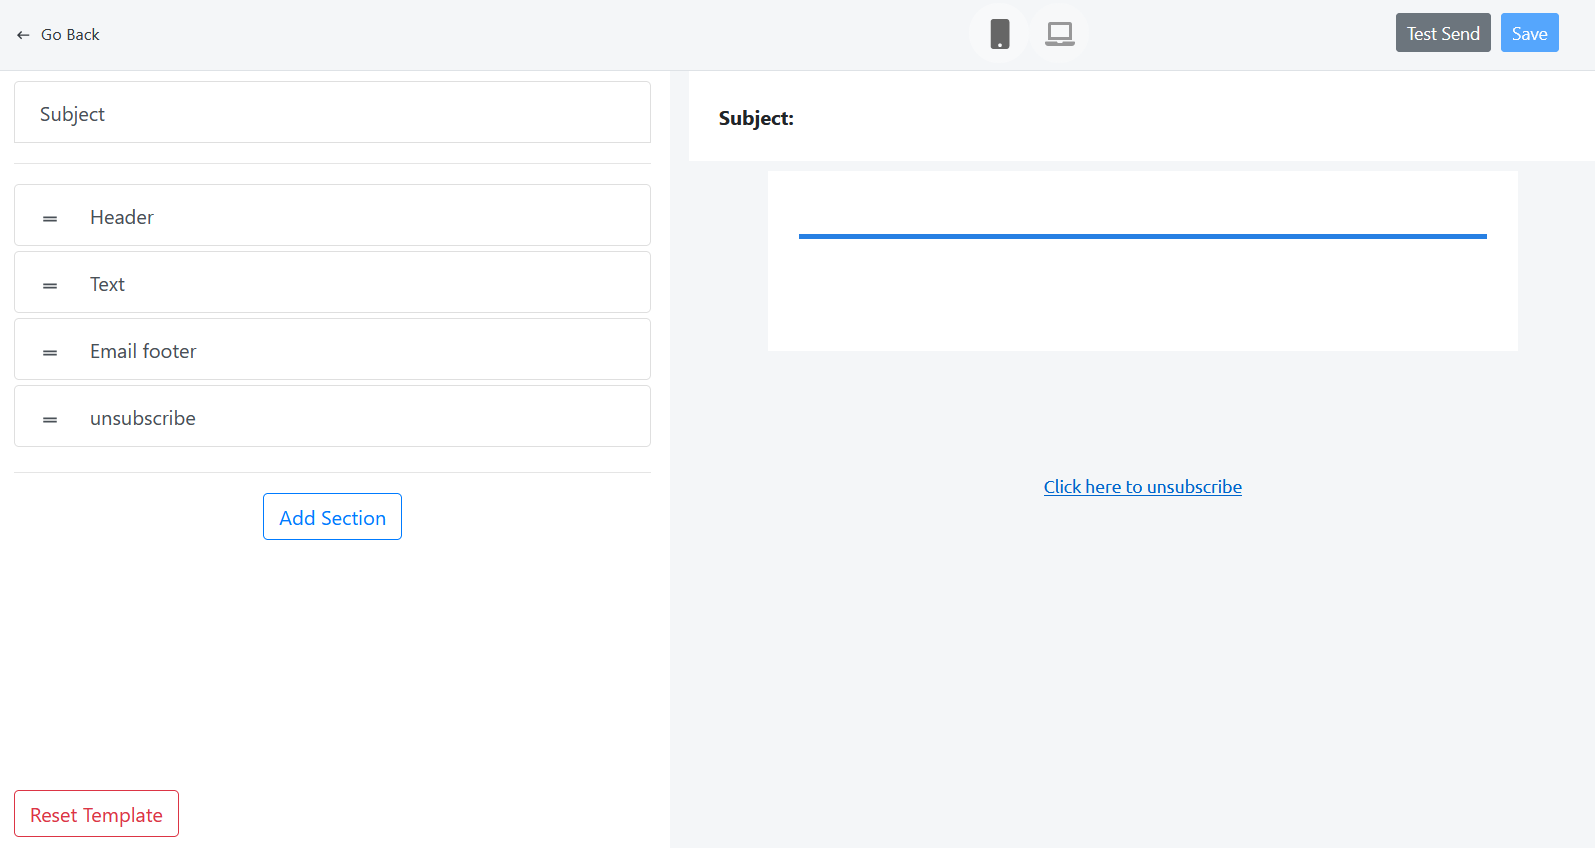 Go Back
Test Send
Save
Subject
Header
Text
Email footer
unsubscribe
Add Section
Reset Template
Subject:
Click here to unsubscribe